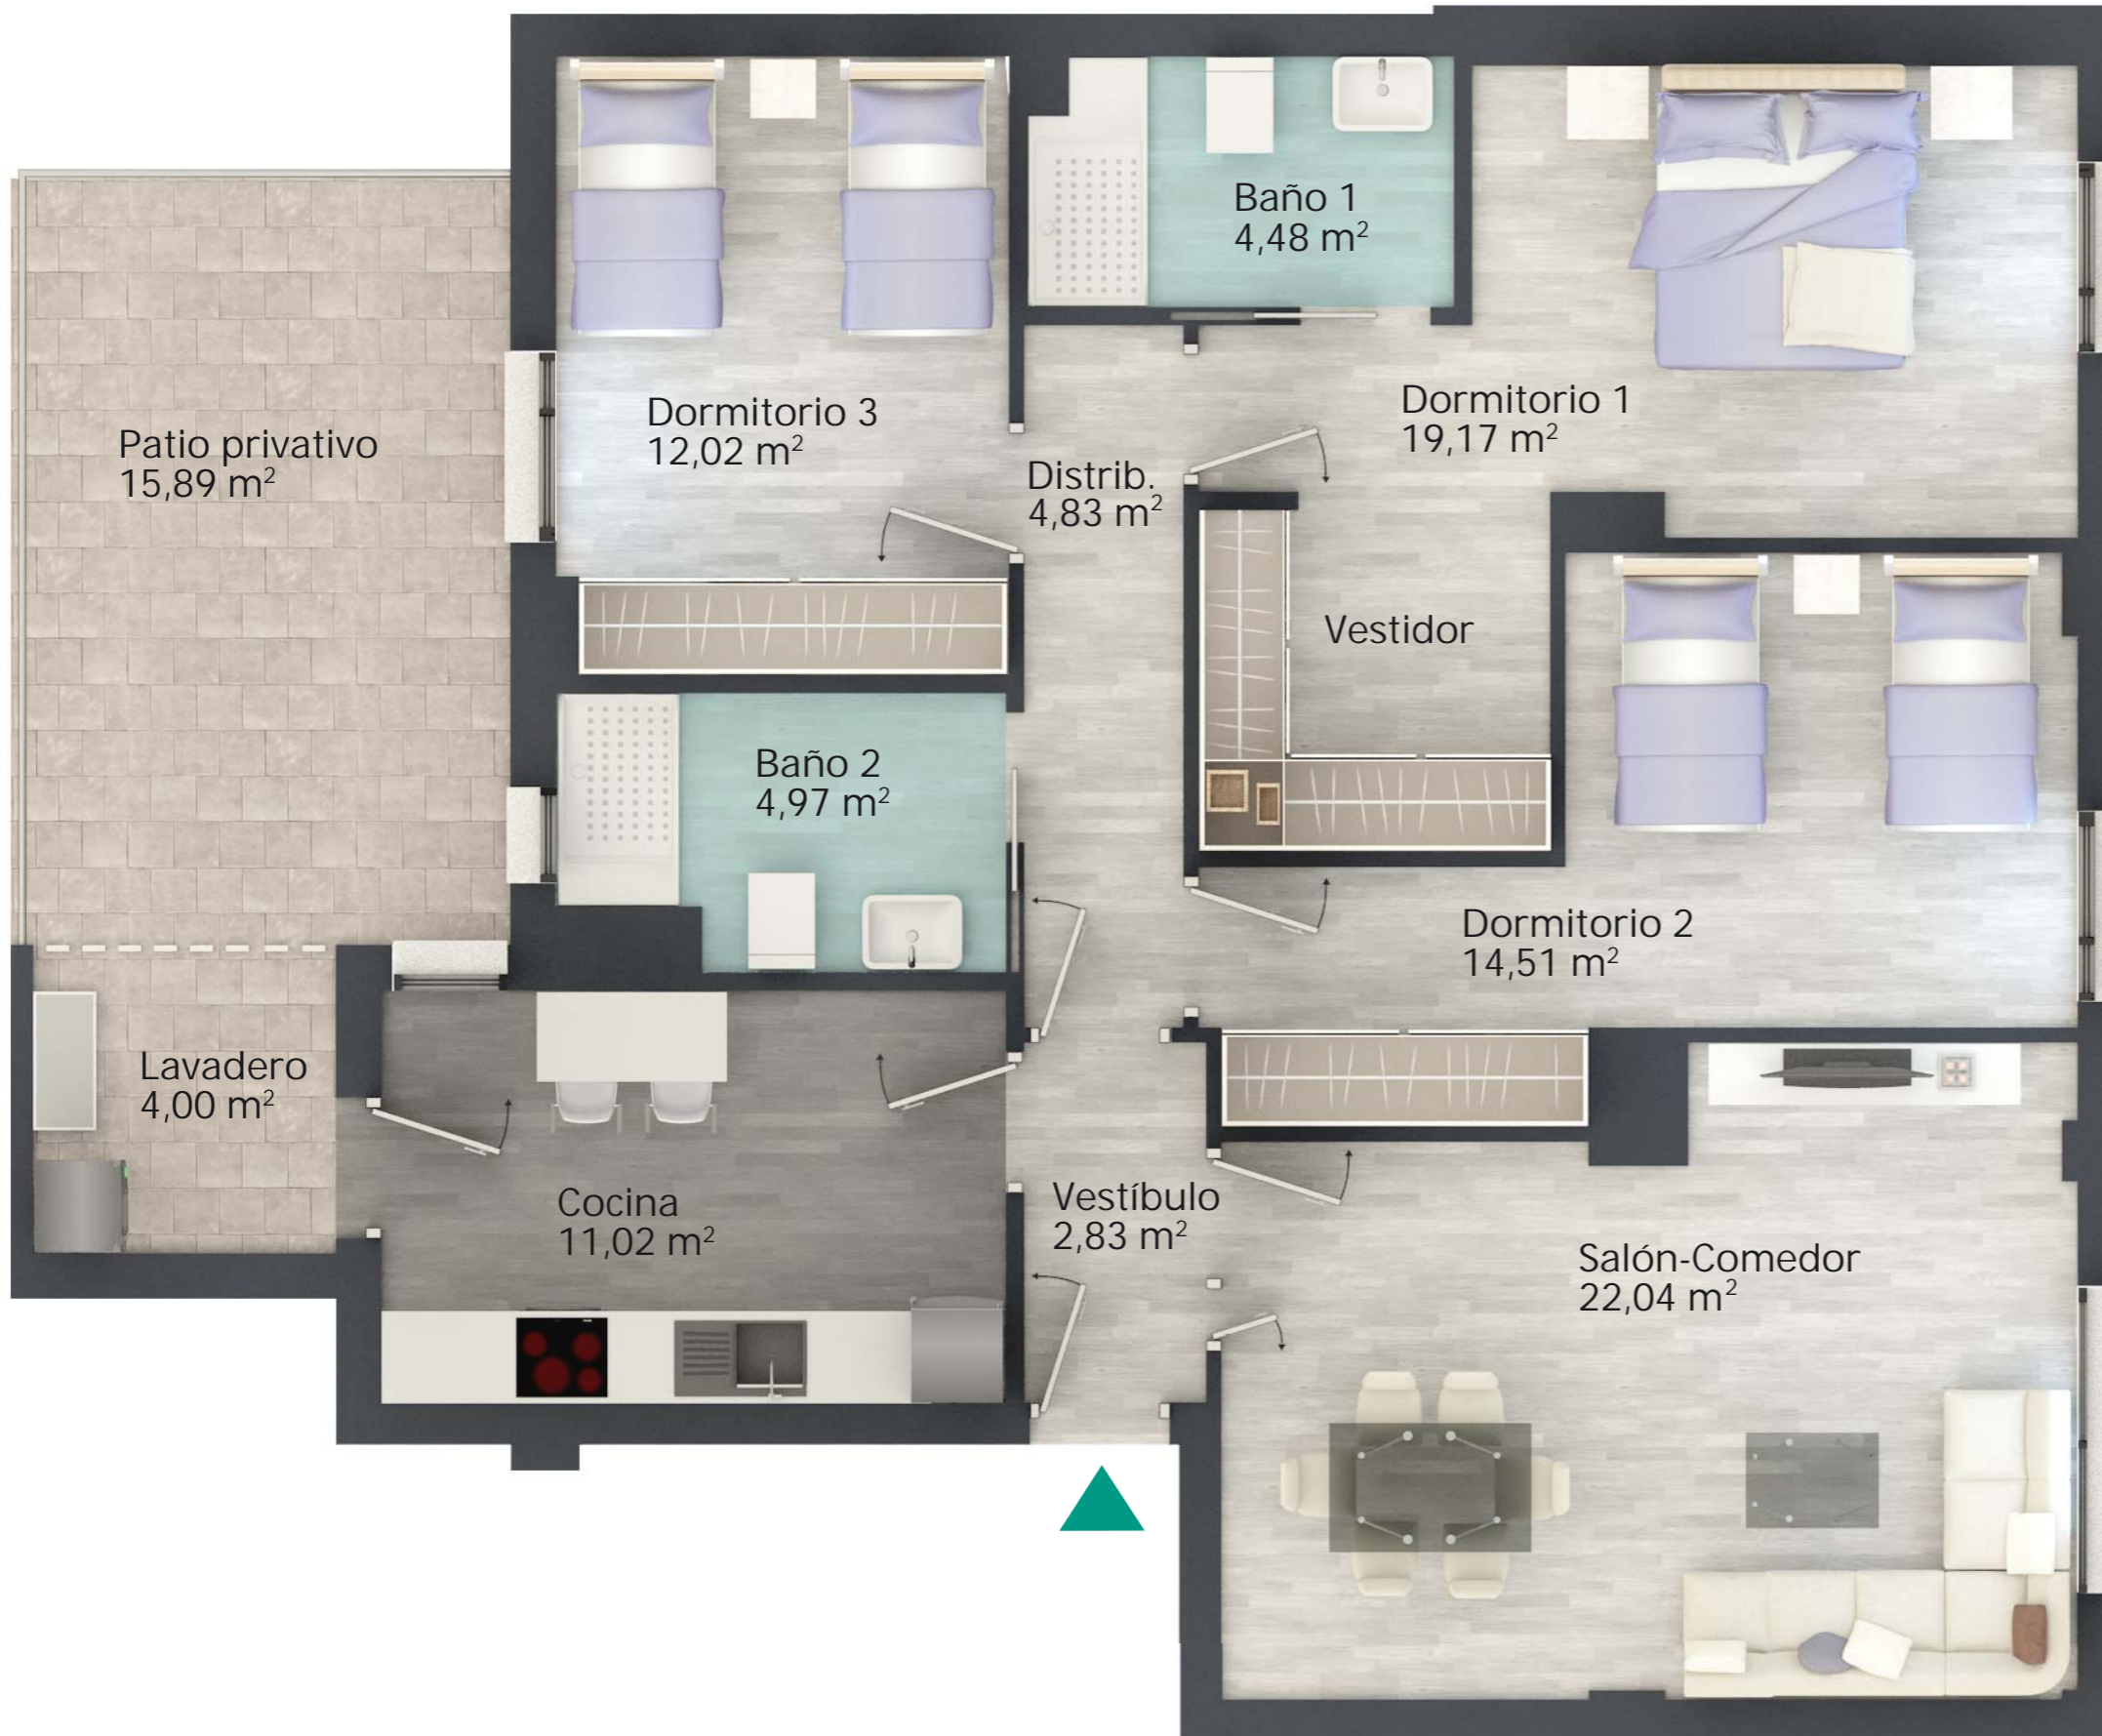 Baño 1
4,48 m²
Dormitorio 3
12,02 m²
Dormitorio 1
19,17 m²
Patio privativo
15,89 m²
Distrib.
4,83 m²
Vestidor
Baño 2
4,97 m²
Dormitorio 2
14,51 m²
Lavadero
4,00 m²
Cocina
11,02 m²
Vestíbulo
2,83 m²
Salón-Comedor
22,04 m²